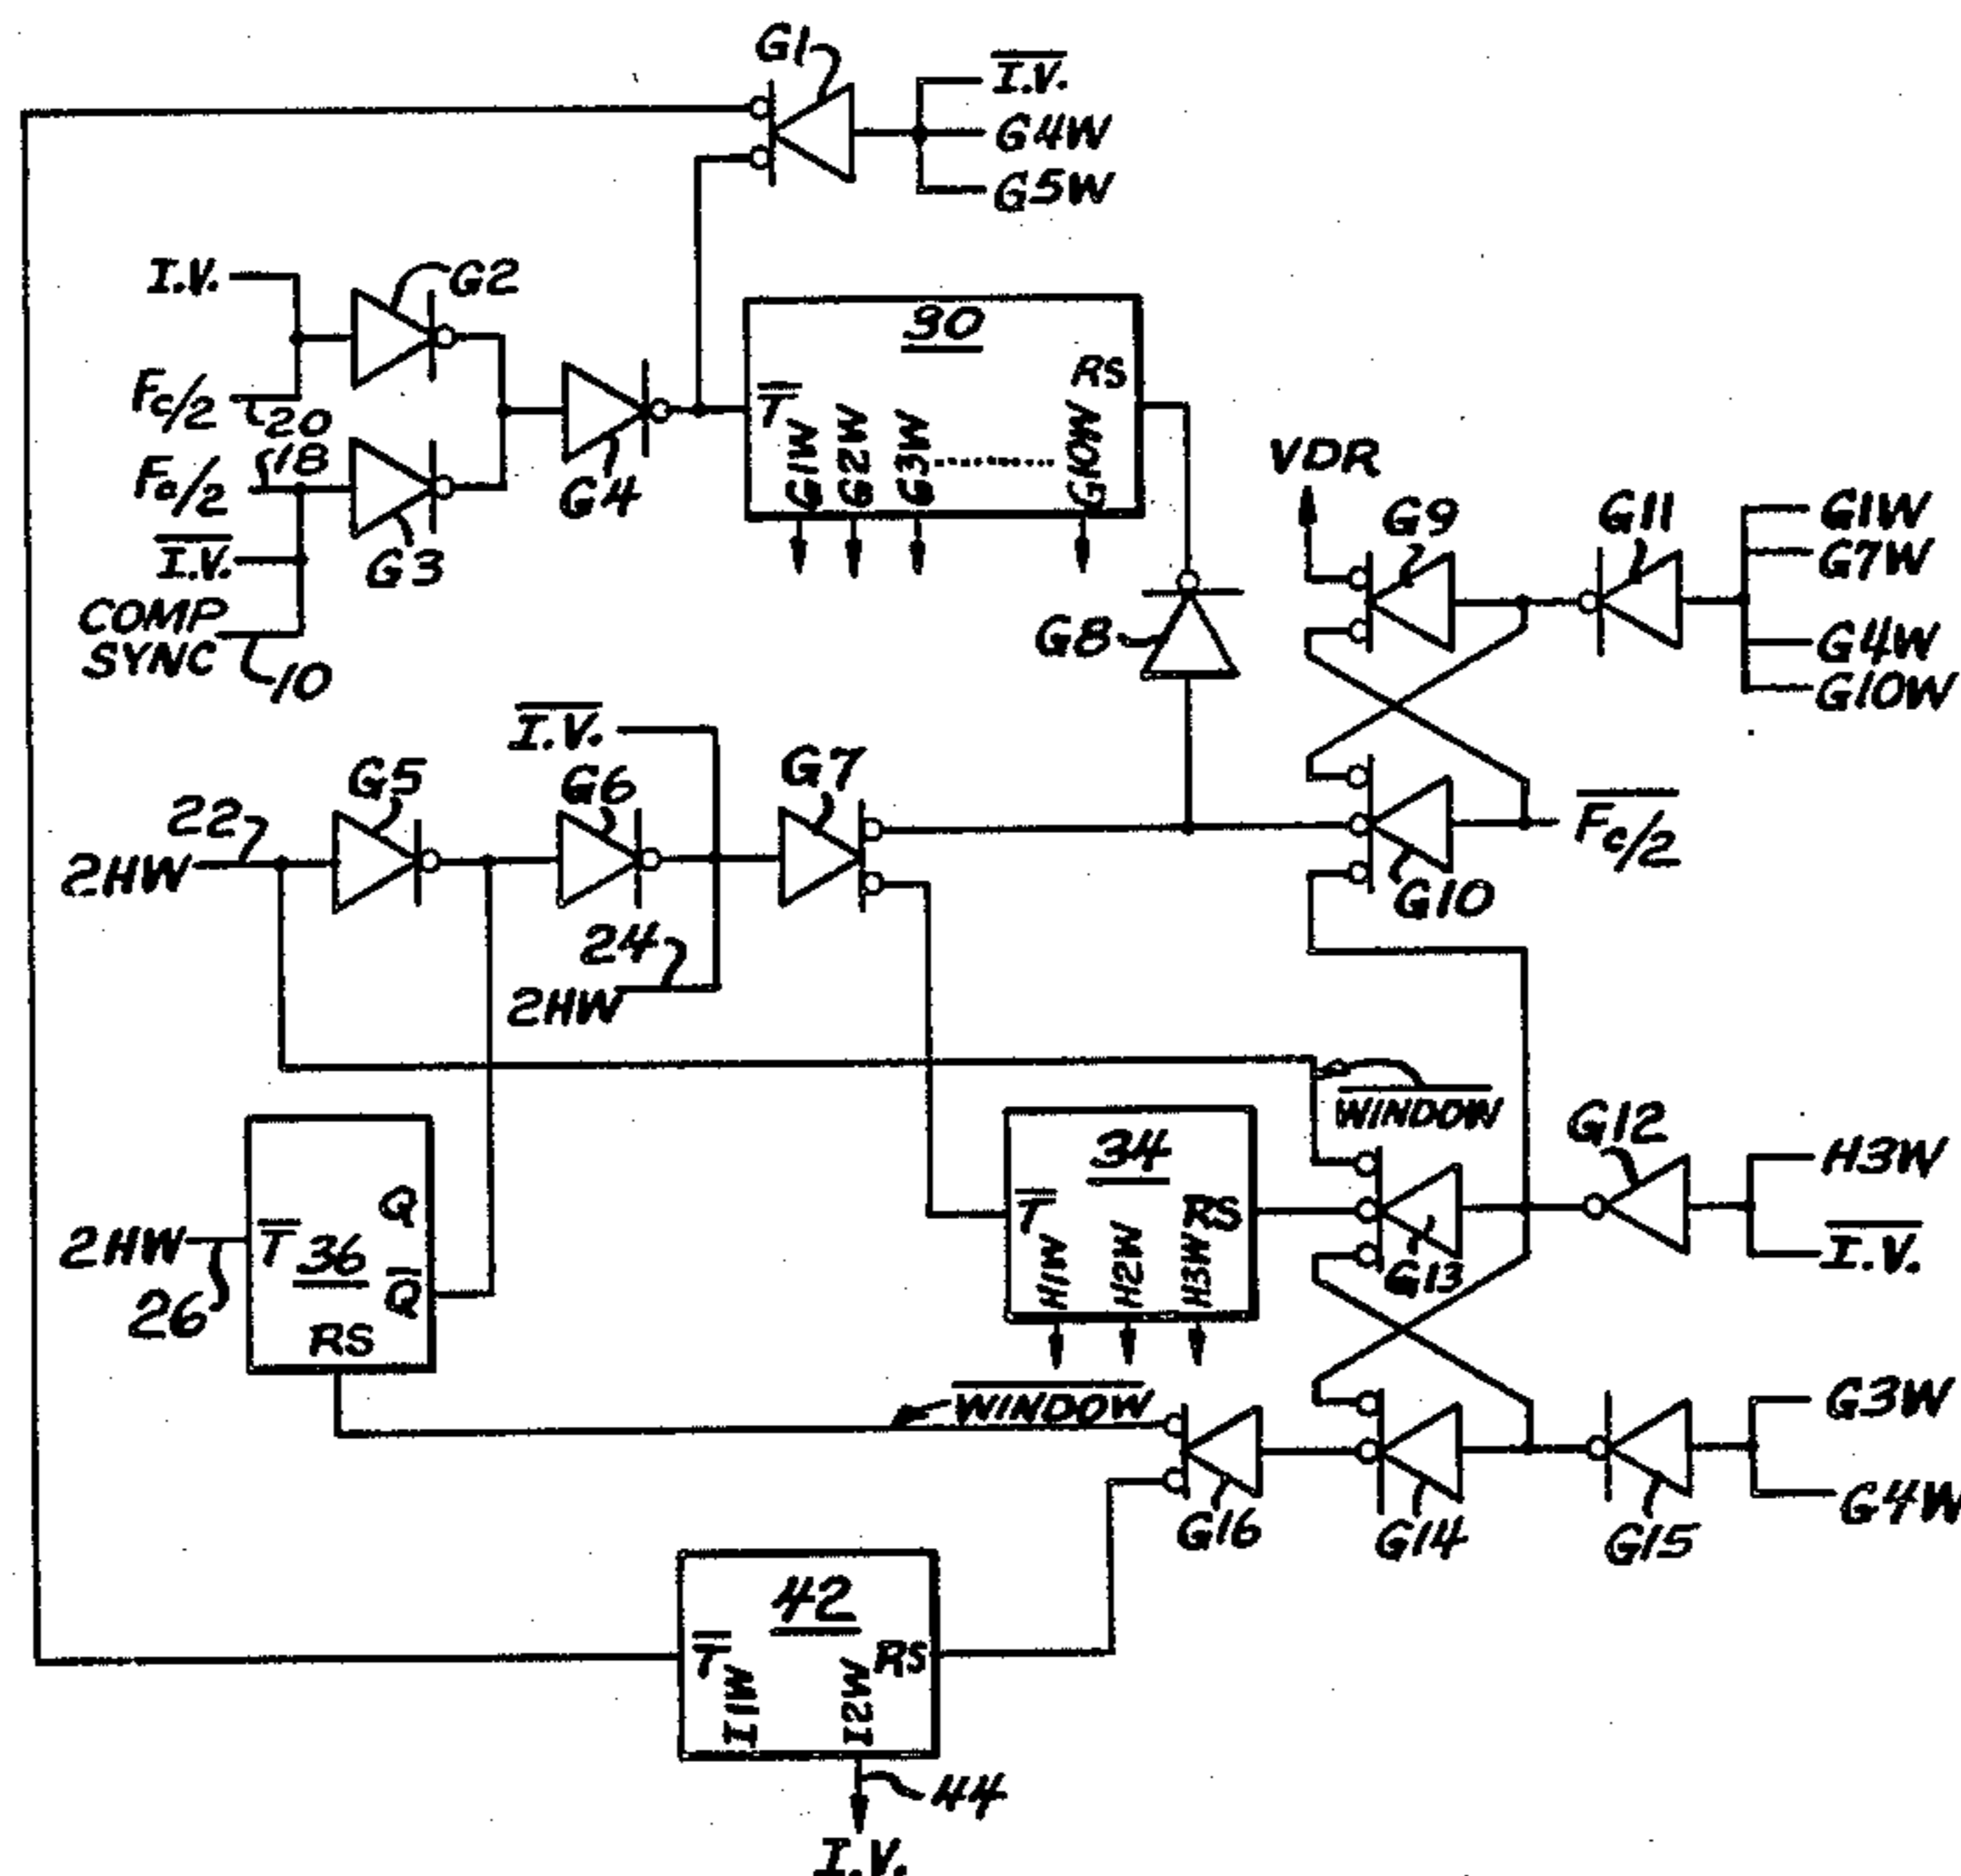 G1
I.V.
G4W
G5W
I.V.
G2
Fc/2
20
18
Fc/2
G3
I.V.
COMP
SYNC
10
G4
30
T
RS
G1W
G2W
G3W..........
G10W
G8
VDR
G9
G11
G1W
G7W
G4W
G10W
I.V.
G5
G6
G7
22
2HW
24
2HW
Fc/2
G10
WINDOW
34
T
RS
H1W
H2W
H3W
G12
G13
H3W
I.V.
2HW
26
T
36
Q
Q
RS
WINDOW
G16
G14
G15
G3W
G4W
42
T
RS
I1W
I2W
44
I.V.